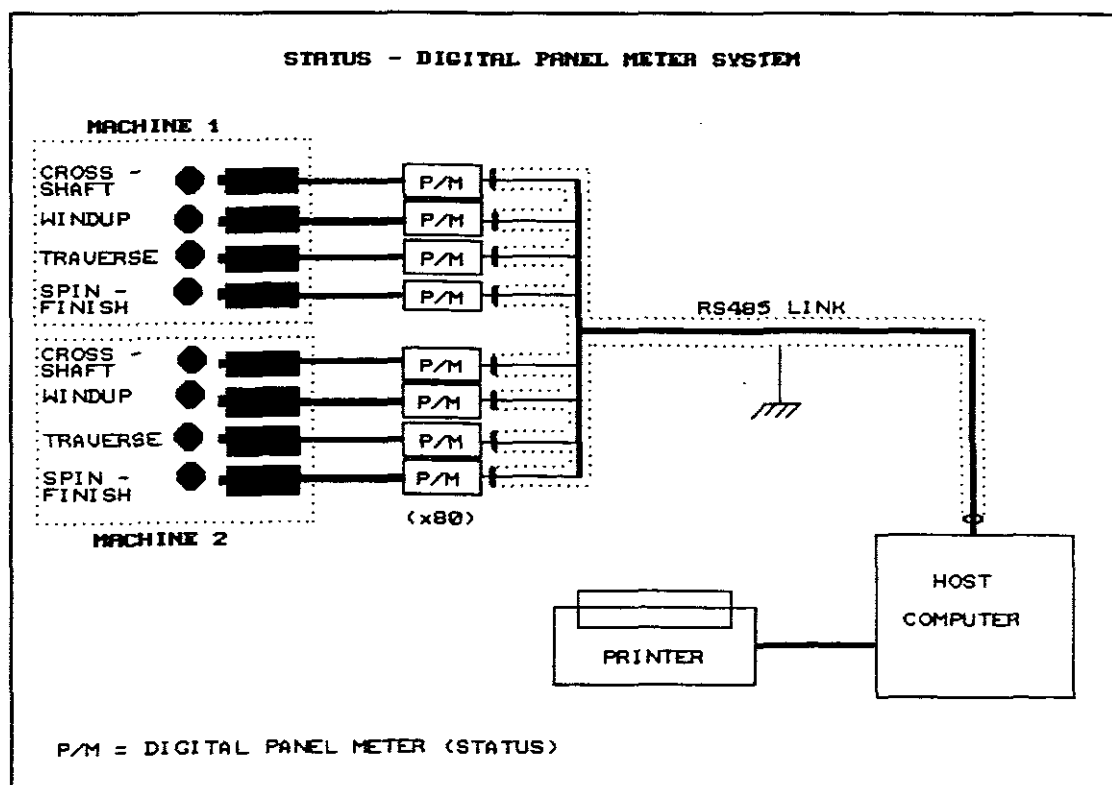 STATUS - DIGITAL PANEL METER SYSTEM
MACHINE 1
CROSS -
SHAFT
P/M
WINDUP
P/M
TRAVERSE
P/M
SPIN -
FINISH
P/M
RS485 LINK
CROSS -
SHAFT
P/M
WINDUP
P/M
TRAVERSE
P/M
SPIN -
FINISH
P/M
(x80)
MACHINE 2
HOST
COMPUTER
PRINTER
P/M = DIGITAL PANEL METER (STATUS)